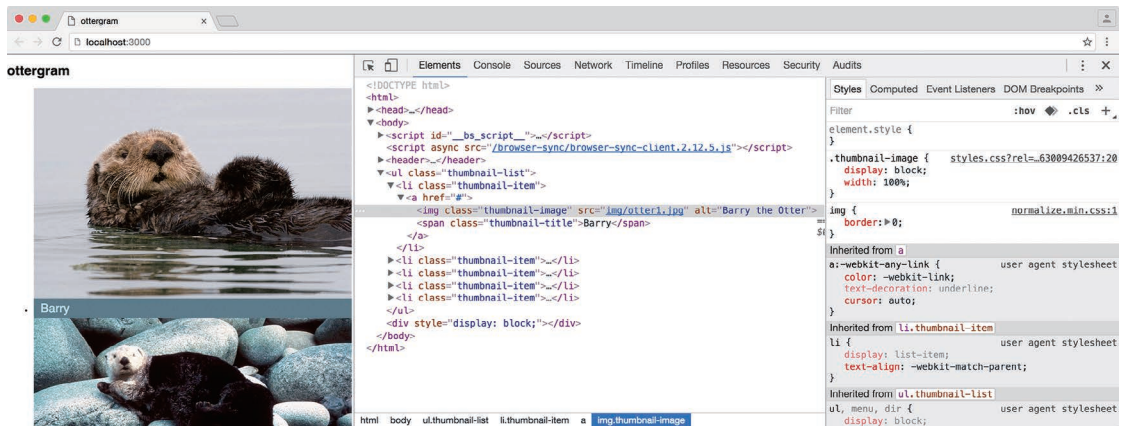 ottergram
localhost:3000
ottergram
Barry
Elements Console Sources Network Timeline Profiles Resources Security Audits
<!DOCTYPE html>
<html>
▶<head>…</head>
▼<body>
▶<script id="__bs_script__">…</script>
<script async src="/browser-sync/browser-sync-client.2.12.5.js"></script>
▶<header>…</header>
▼<ul class="thumbnail-list">
▼<li class="thumbnail-item">
▼<a href="#">
<img class="thumbnail-image" src="img/otter1.jpg" alt="Barry the Otter">
<span class="thumbnail-title">Barry</span>
</a>
</li>
▶<li class="thumbnail-item">…</li>
▶<li class="thumbnail-item">…</li>
▶<li class="thumbnail-item">…</li>
▶<li class="thumbnail-item">…</li>
</ul>
<div style="display: block;"></div>
</body>
</html>
html body ul.thumbnail-list li.thumbnail-item a img.thumbnail-image
Styles Computed Event Listeners DOM Breakpoints »
Filter :hov .cls +
element.style {
}
.thumbnail-image { styles.css?rel=…63009426537:20
display: block;
width: 100%;
}
img { normalize.min.css:1
border:▶0;
}
Inherited from a
a:-webkit-any-link { user agent stylesheet
color: -webkit-link;
text-decoration: underline;
cursor: auto;
}
Inherited from li.thumbnail-item
li { user agent stylesheet
display: list-item;
text-align: -webkit-match-parent;
}
Inherited from ul.thumbnail-list
ul, menu, dir { user agent stylesheet
display: block;